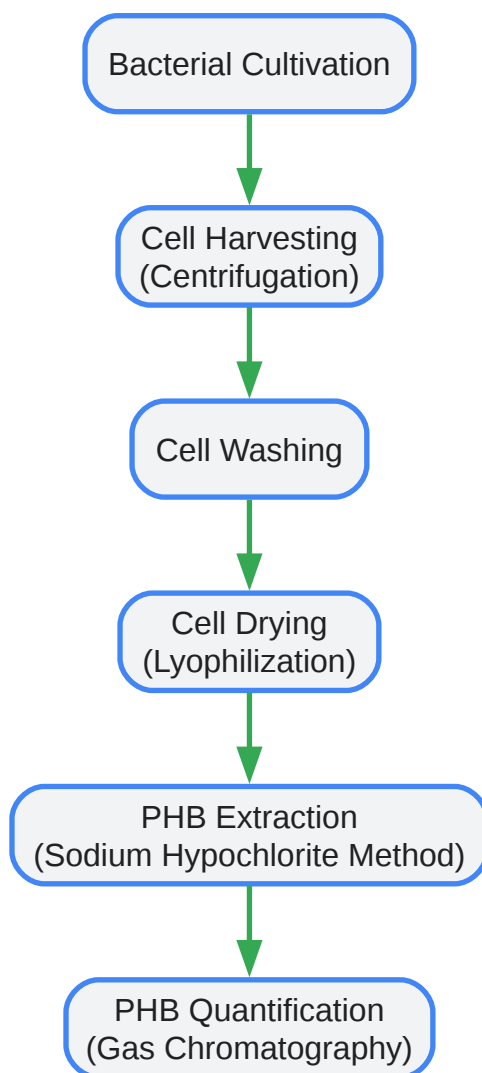 Bacterial Cultivation
Cell Harvesting
(Centrifugation)
Cell Washing
Cell Drying
(Lyophilization)
PHB Extraction
(Sodium Hypochlorite Method)
PHB Quantification
(Gas Chromatography)